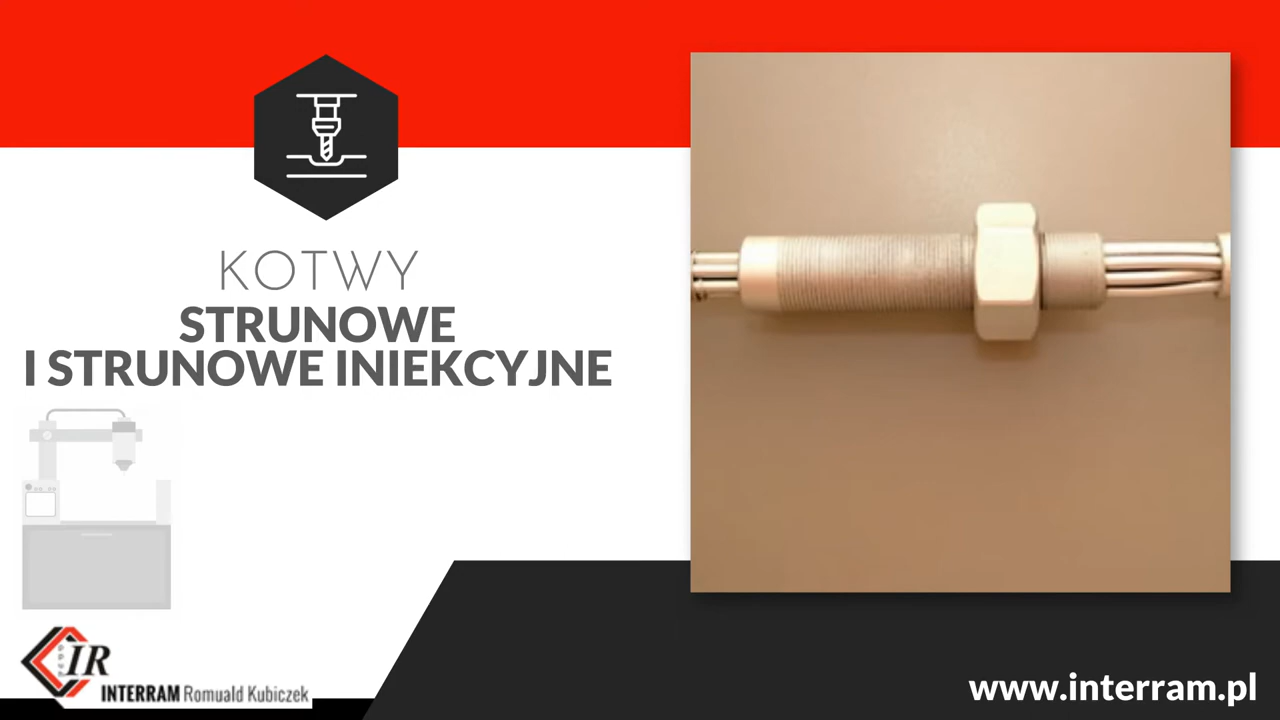 KOTWY
STRUNOWE
I STRUNOWE INIEKCYJNE
IR
INTERRAM Romuald Kubiczek
www.interram.pl